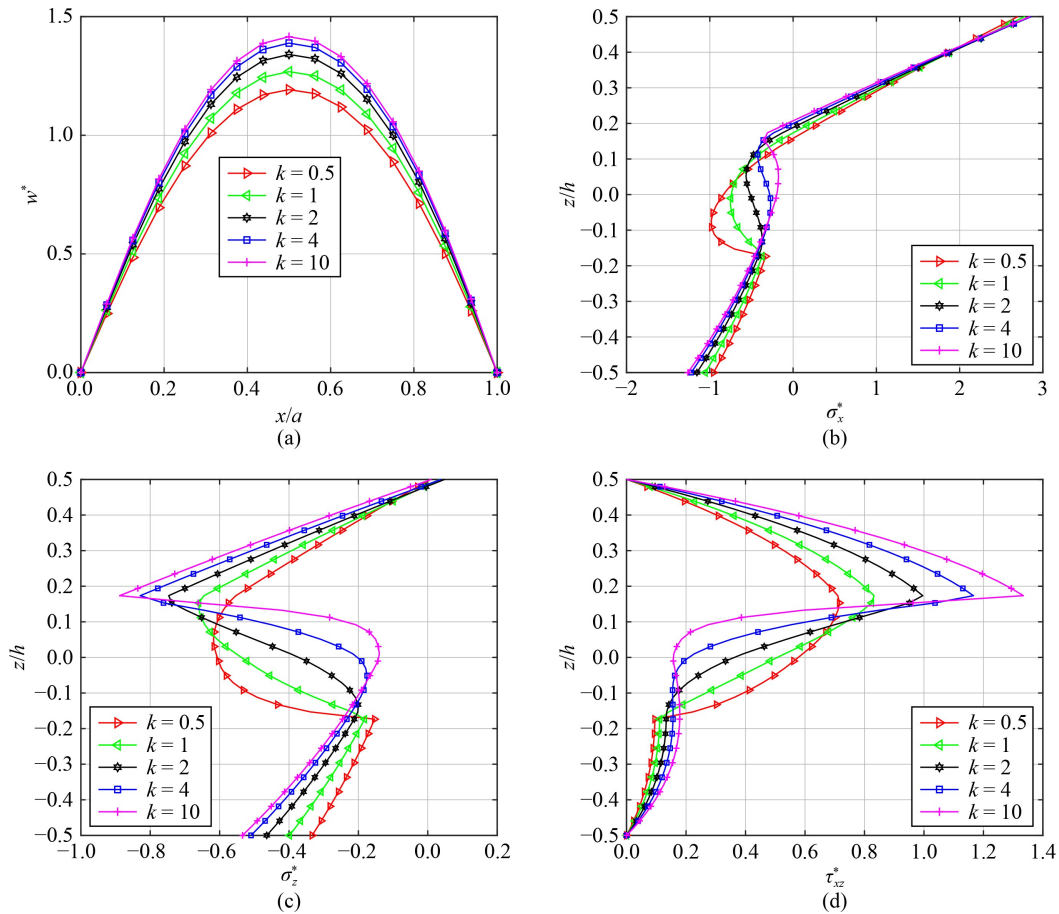 1.5
1.0
0.5
0.0
w*
0.0 0.2 0.4 0.6 0.8 1.0
x/a
k = 0.5
k = 1
k = 2
k = 4
k = 10
(a)
0.5
0.4
0.3
0.2
0.1
0.0
−0.1
−0.2
−0.3
−0.4
−0.5
z/h
−2 −1 0 1 2 3
σ*x
k = 0.5
k = 1
k = 2
k = 4
k = 10
(b)
0.5
0.4
0.3
0.2
0.1
0.0
−0.1
−0.2
−0.3
−0.4
−0.5
z/h
−1.0 −0.8 −0.6 −0.4 −0.2 0.0 0.2
σ*z
k = 0.5
k = 1
k = 2
k = 4
k = 10
(c)
0.5
0.4
0.3
0.2
0.1
0.0
−0.1
−0.2
−0.3
−0.4
−0.5
z/h
0.0 0.2 0.4 0.6 0.8 1.0 1.2 1.4
τ*xz
k = 0.5
k = 1
k = 2
k = 4
k = 10
(d)